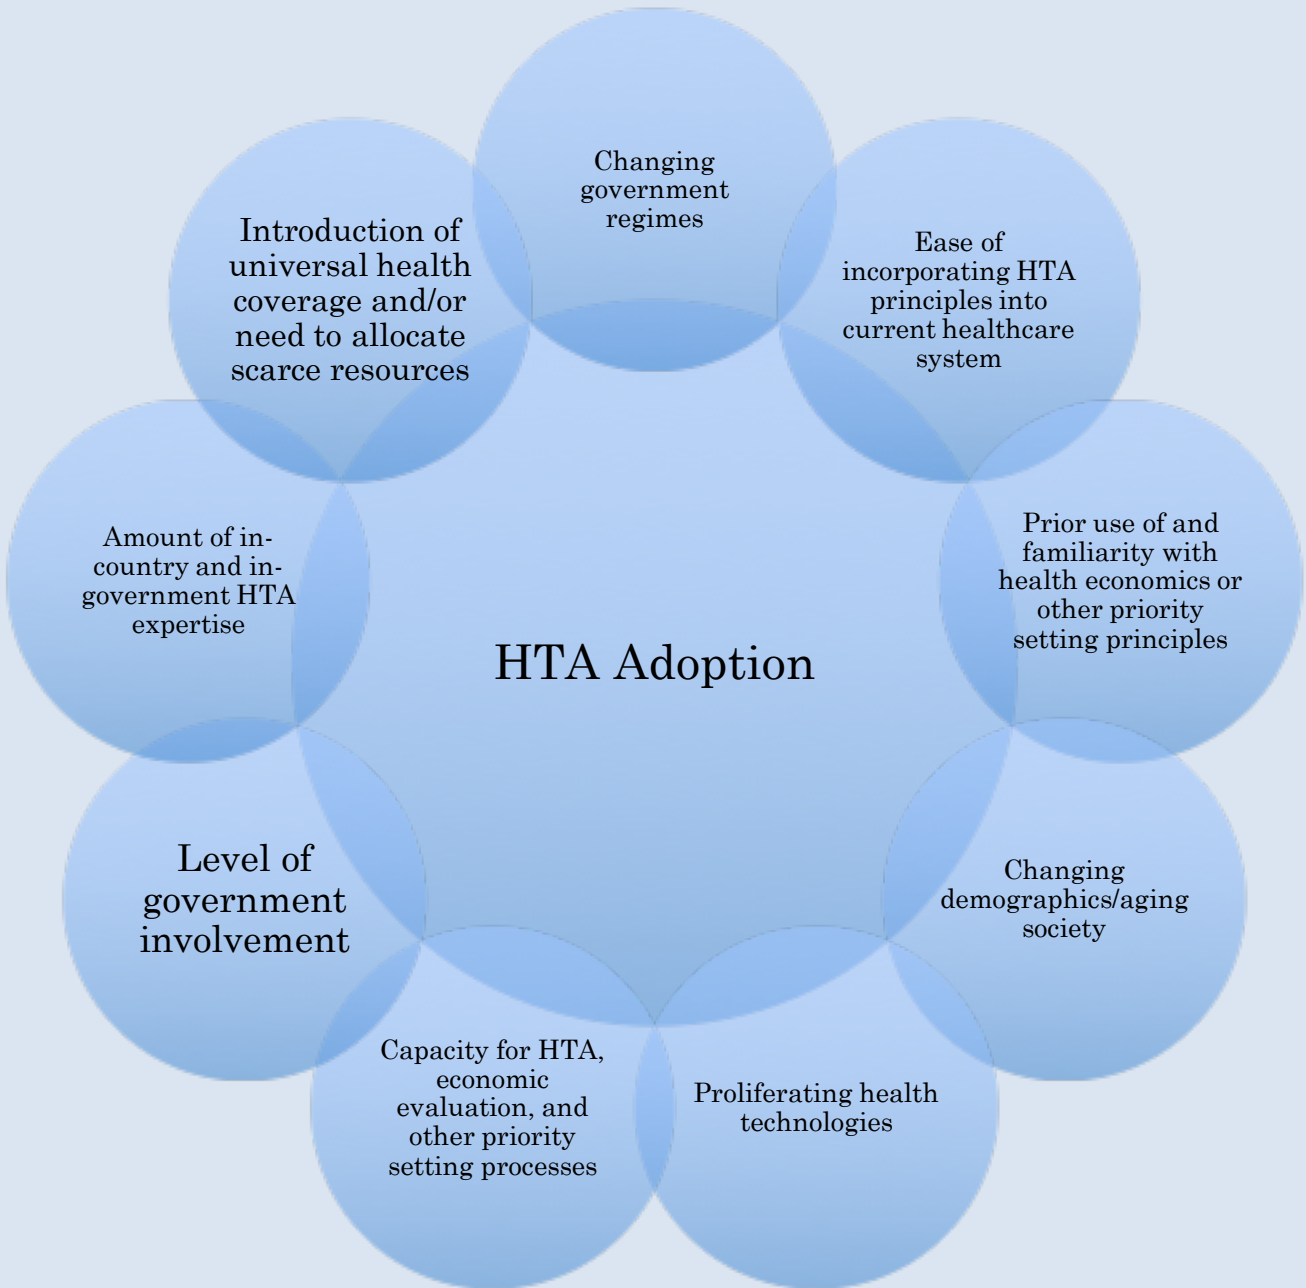 Changing
government
regimes
Ease of
incorporating HTA
principles into
current healthcare
system
Prior use of and
familiarity with
health economics or
other priority
setting principles
Changing
demographics/aging
society
Proliferating health
technologies
Capacity for HTA,
economic
evaluation, and
other priority
setting processes
Level of
government
involvement
Amount of in-
country and in-
government HTA
expertise
Introduction of
universal health
coverage and/or
need to allocate
scarce resources
HTA Adoption